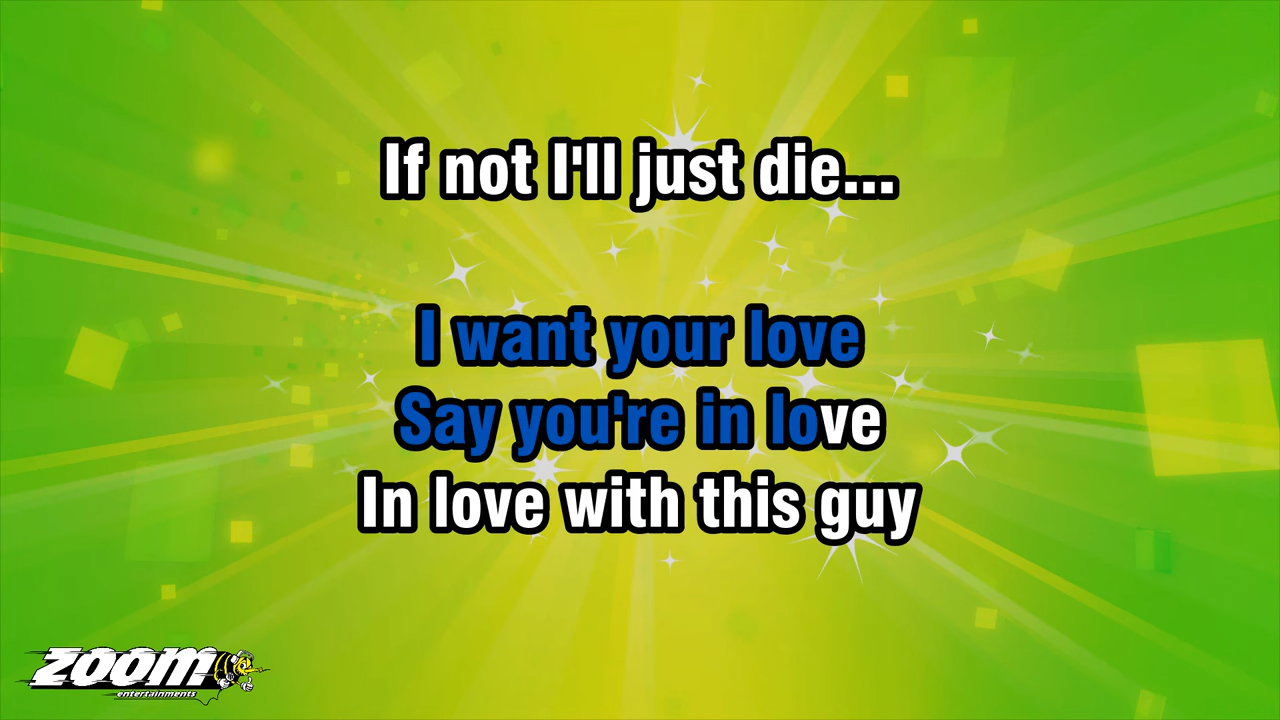 If not I'll just die...
I want your love
Say you're in love
In love with this guy
zoom
entertainments